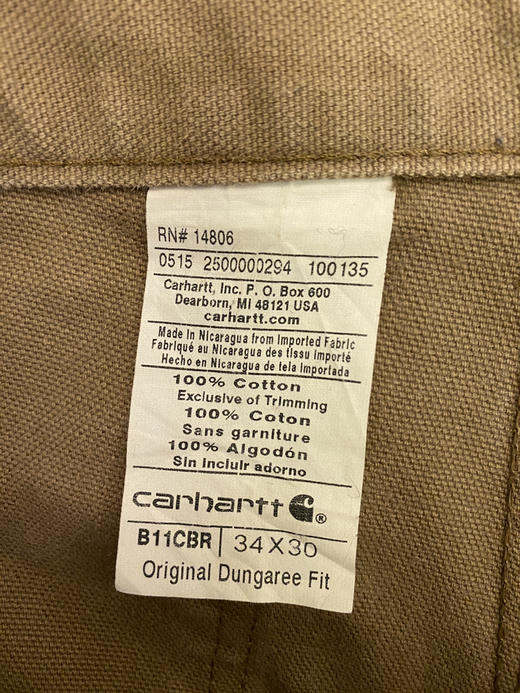 RN# 14806
0515 2500000294 100135
Carhartt, Inc. P. O. Box 600
Dearborn, MI 48121 USA
carhartt.com
Made in Nicaragua from Imported Fabric
Fabriqué au Nicaragua des tissu importé
Hecho en Nicaragua de tela importada
100% Cotton
Exclusive of Trimming
100% Coton
Sans garniture
100% Algodón
Sin incluir adorno
carhartt ®
B11CBR 34X30
Original Dungaree Fit